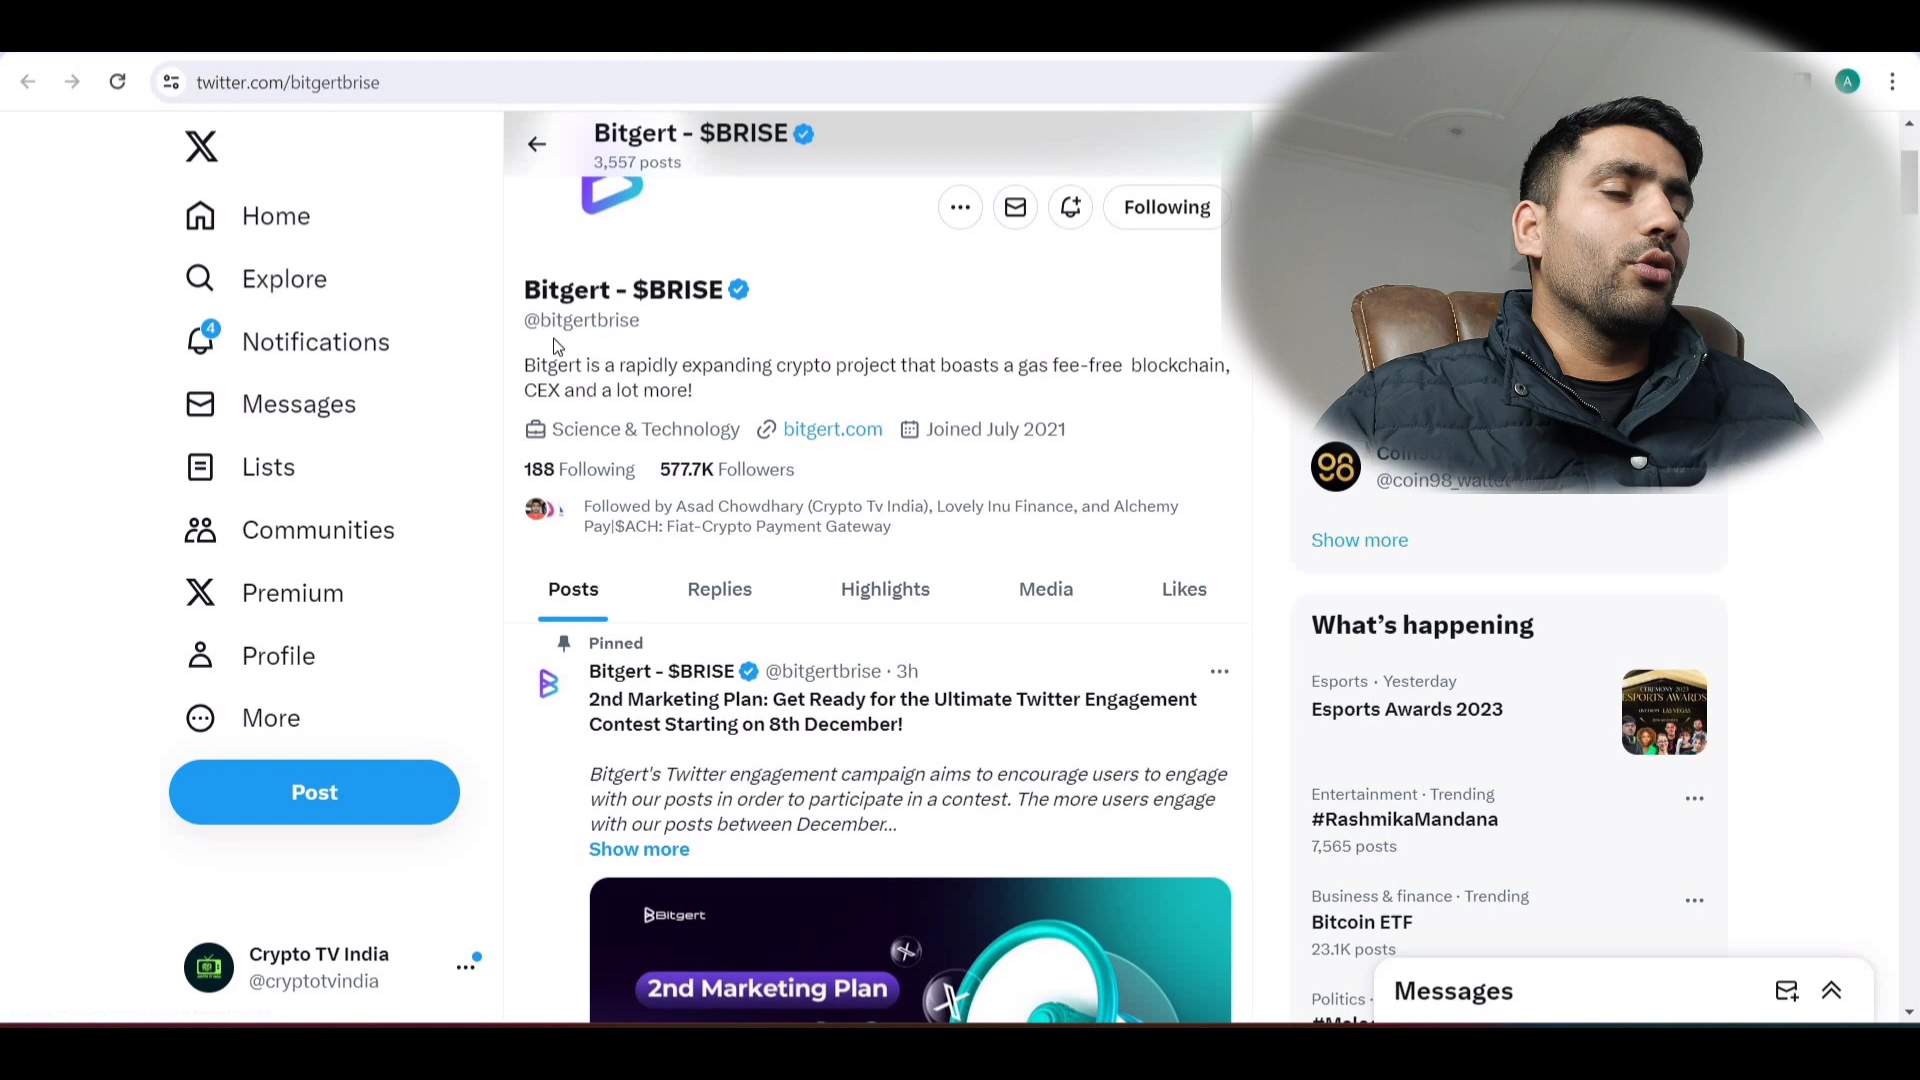 twitter.com/bitgertbrise
A
Home
Explore
4
Notifications
Messages
Lists
Communities
Premium
Profile
More
Post
Crypto TV India
@cryptotvindia
Bitgert - $BRISE
3,557 posts
Following
Bitgert - $BRISE
@bitgertbrise
Bitgert is a rapidly expanding crypto project that boasts a gas fee-free blockchain,
CEX and a lot more!
Science & Technology bitgert.com Joined July 2021
188 Following 577.7K Followers
Followed by Asad Chowdhary (Crypto Tv India), Lovely Inu Finance, and Alchemy
Pay|$ACH: Fiat-Crypto Payment Gateway
Posts Replies Highlights Media Likes
Pinned
Bitgert - $BRISE @bitgertbrise · 3h
2nd Marketing Plan: Get Ready for the Ultimate Twitter Engagement
Contest Starting on 8th December!
Bitgert's Twitter engagement campaign aims to encourage users to engage
with our posts in order to participate in a contest. The more users engage
with our posts between December...
Show more
Bitgert
2nd Marketing Plan
@coin98_wallet
Show more
What's happening
Esports · Yesterday
Esports Awards 2023
CEREMONY 2023
ESPORTS AWARDS
LAS VEGAS
Entertainment · Trending
#RashmikaMandana
7,565 posts
Business & finance · Trending
Bitcoin ETF
23.1K posts
Politics ·
Messages